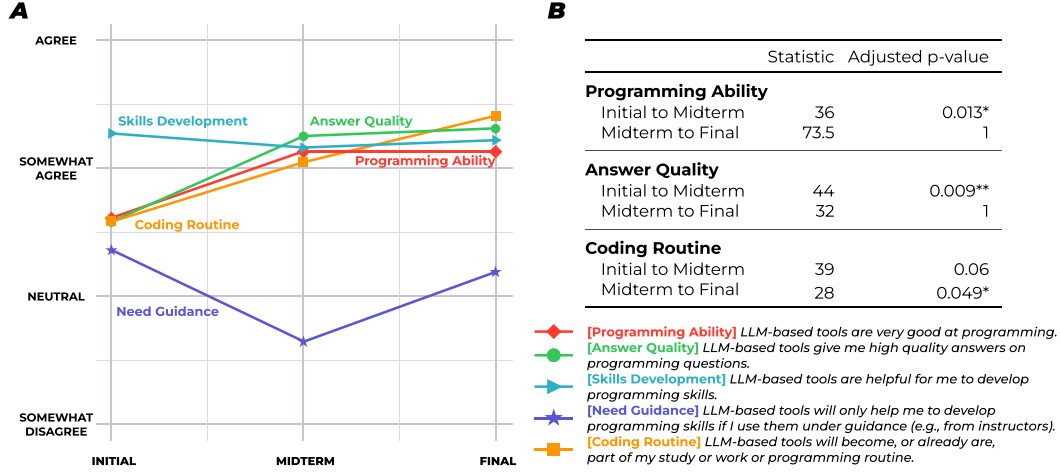 A
AGREE
SOMEWHAT
AGREE
NEUTRAL
SOMEWHAT
DISAGREE
INITIAL
MIDTERM
FINAL
Skills Development
Answer Quality
Programming Ability
Coding Routine
Need Guidance
B
Statistic Adjusted p-value
Programming Ability
Initial to Midterm 36 0.013*
Midterm to Final 73.5 1
Answer Quality
Initial to Midterm 44 0.009**
Midterm to Final 32 1
Coding Routine
Initial to Midterm 39 0.06
Midterm to Final 28 0.049*
[Programming Ability] LLM-based tools are very good at programming.
[Answer Quality] LLM-based tools give me high quality answers on
programming questions.
[Skills Development] LLM-based tools are helpful for me to develop
programming skills.
[Need Guidance] LLM-based tools will only help me to develop
programming skills if I use them under guidance (e.g., from instructors).
[Coding Routine] LLM-based tools will become, or already are,
part of my study or work or programming routine.